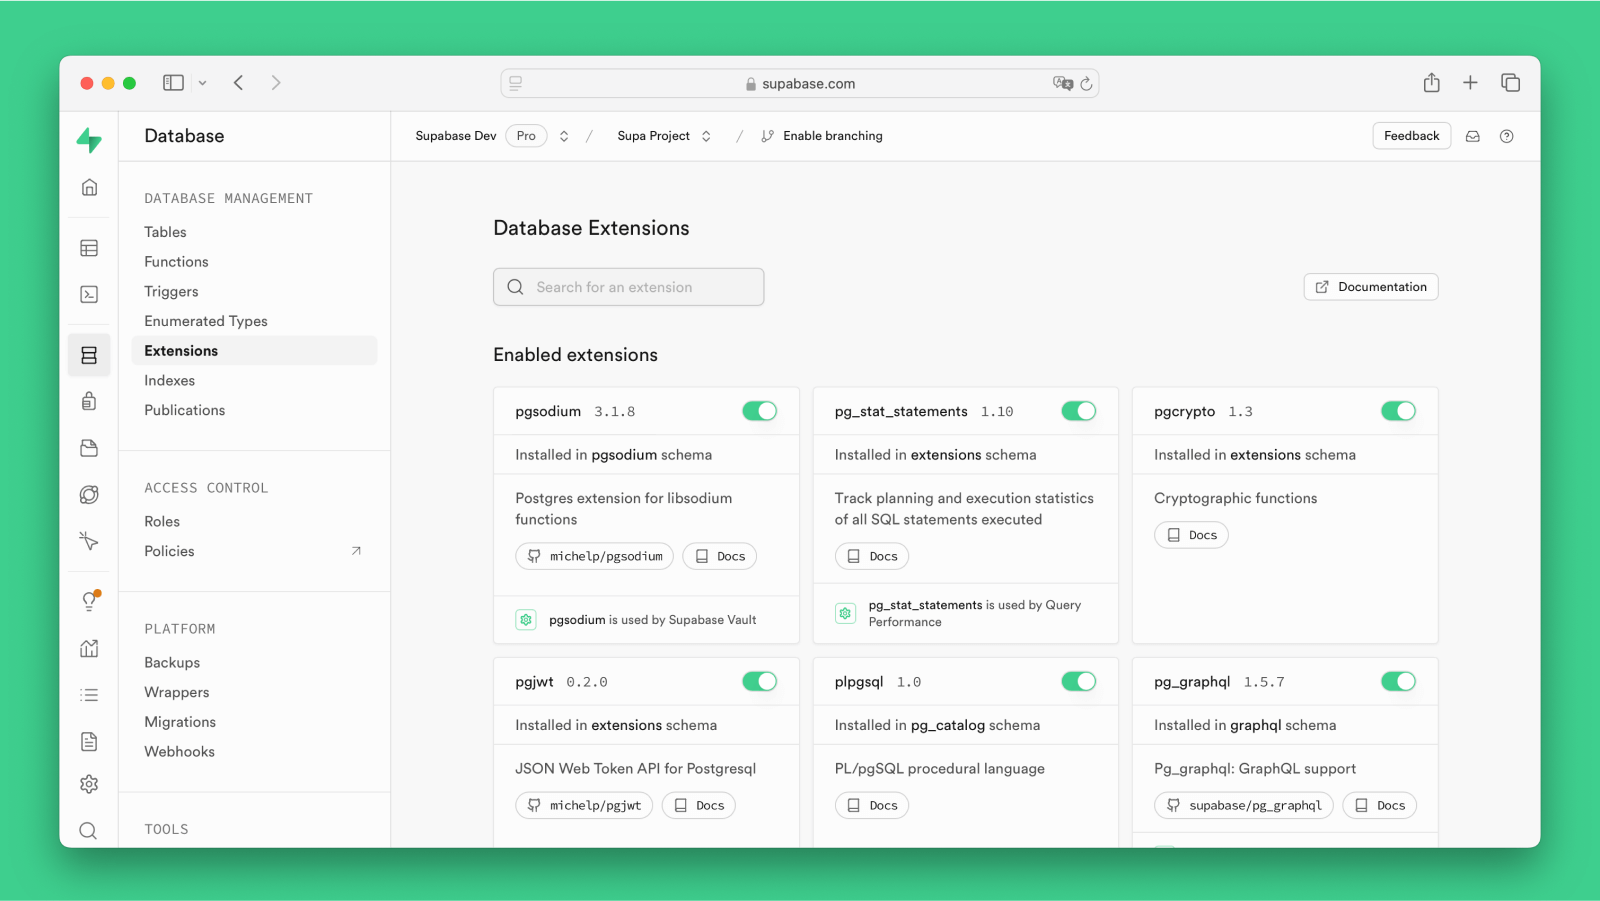 supabase.com
Database
Supabase Dev Pro / Supa Project / Enable branching
Feedback
DATABASE MANAGEMENT
Tables
Functions
Triggers
Enumerated Types
Extensions
Indexes
Publications
ACCESS CONTROL
Roles
Policies
PLATFORM
Backups
Wrappers
Migrations
Webhooks
TOOLS
Database Extensions
Search for an extension
Documentation
Enabled extensions
pgsodium 3.1.8
Installed in pgsodium schema
Postgres extension for libsodium
functions
michelp/pgsodium Docs
pgsodium is used by Supabase Vault
pg_stat_statements 1.10
Installed in extensions schema
Track planning and execution statistics
of all SQL statements executed
Docs
pg_stat_statements is used by Query
Performance
pgcrypto 1.3
Installed in extensions schema
Cryptographic functions
Docs
pgjwt 0.2.0
Installed in extensions schema
JSON Web Token API for Postgresql
michelp/pgjwt Docs
plpgsql 1.0
Installed in pg_catalog schema
PL/pgSQL procedural language
Docs
pg_graphql 1.5.7
Installed in graphql schema
Pg_graphql: GraphQL support
supabase/pg_graphql Docs